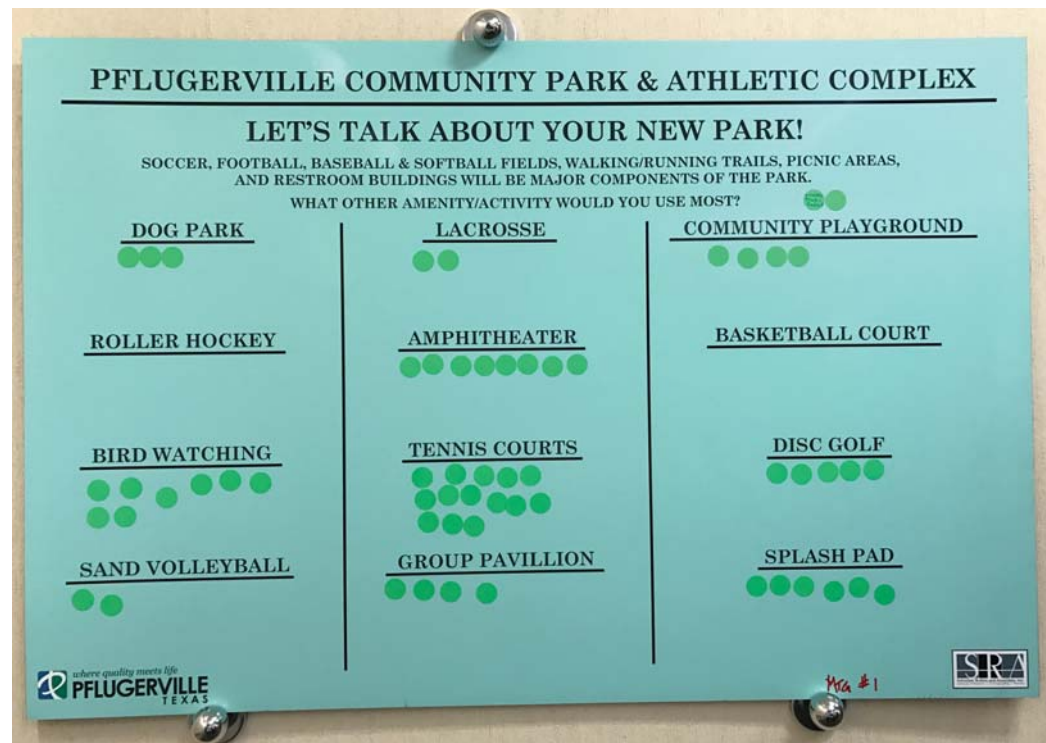 PFLUGERVILLE COMMUNITY PARK & ATHLETIC COMPLEX
LET'S TALK ABOUT YOUR NEW PARK!
SOCCER, FOOTBALL, BASEBALL & SOFTBALL FIELDS, WALKING/RUNNING TRAILS, PICNIC AREAS,
AND RESTROOM BUILDINGS WILL BE MAJOR COMPONENTS OF THE PARK.
WHAT OTHER AMENITY/ACTIVITY WOULD YOU USE MOST?
DOG PARK
LACROSSE
COMMUNITY PLAYGROUND
ROLLER HOCKEY
AMPHITHEATER
BASKETBALL COURT
BIRD WATCHING
TENNIS COURTS
DISC GOLF
SAND VOLLEYBALL
GROUP PAVILLION
SPLASH PAD
where quality meets life
PFLUGERVILLE
TEXAS
SRA
#1